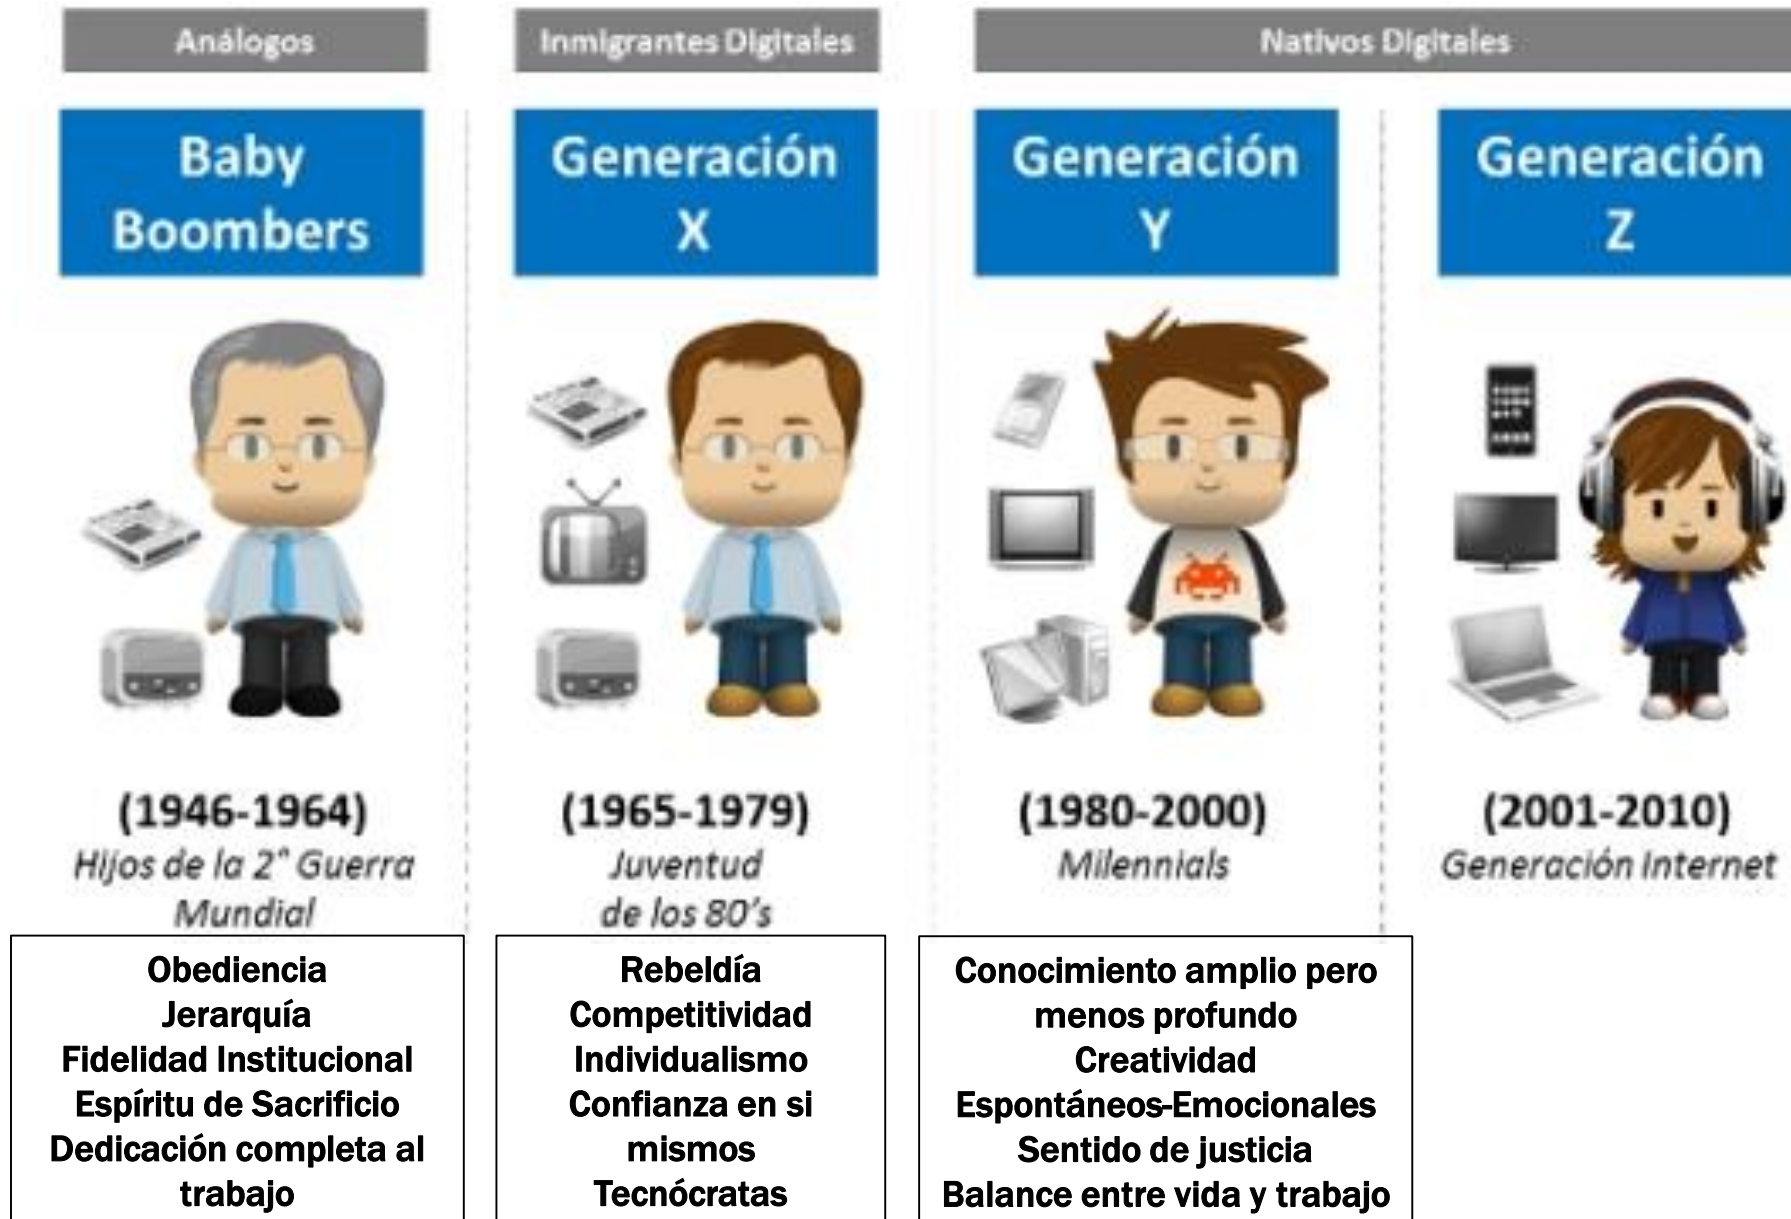 Análogos
Inmigrantes Digitales
Nativos Digitales
Baby
Boombers
Generación
X
Generación
Y
Generación
Z
(1946-1964)
Hijos de la 2° Guerra
Mundial
(1965-1979)
Juventud
de los 80's
(1980-2000)
Milennials
(2001-2010)
Generación Internet
Obediencia
Jerarquía
Fidelidad Institucional
Espíritu de Sacrificio
Dedicación completa al
trabajo
Rebeldía
Competitividad
Individualismo
Confianza en si
mismos
Tecnócratas
Conocimiento amplio pero
menos profundo
Creatividad
Espontáneos-Emocionales
Sentido de justicia
Balance entre vida y trabajo